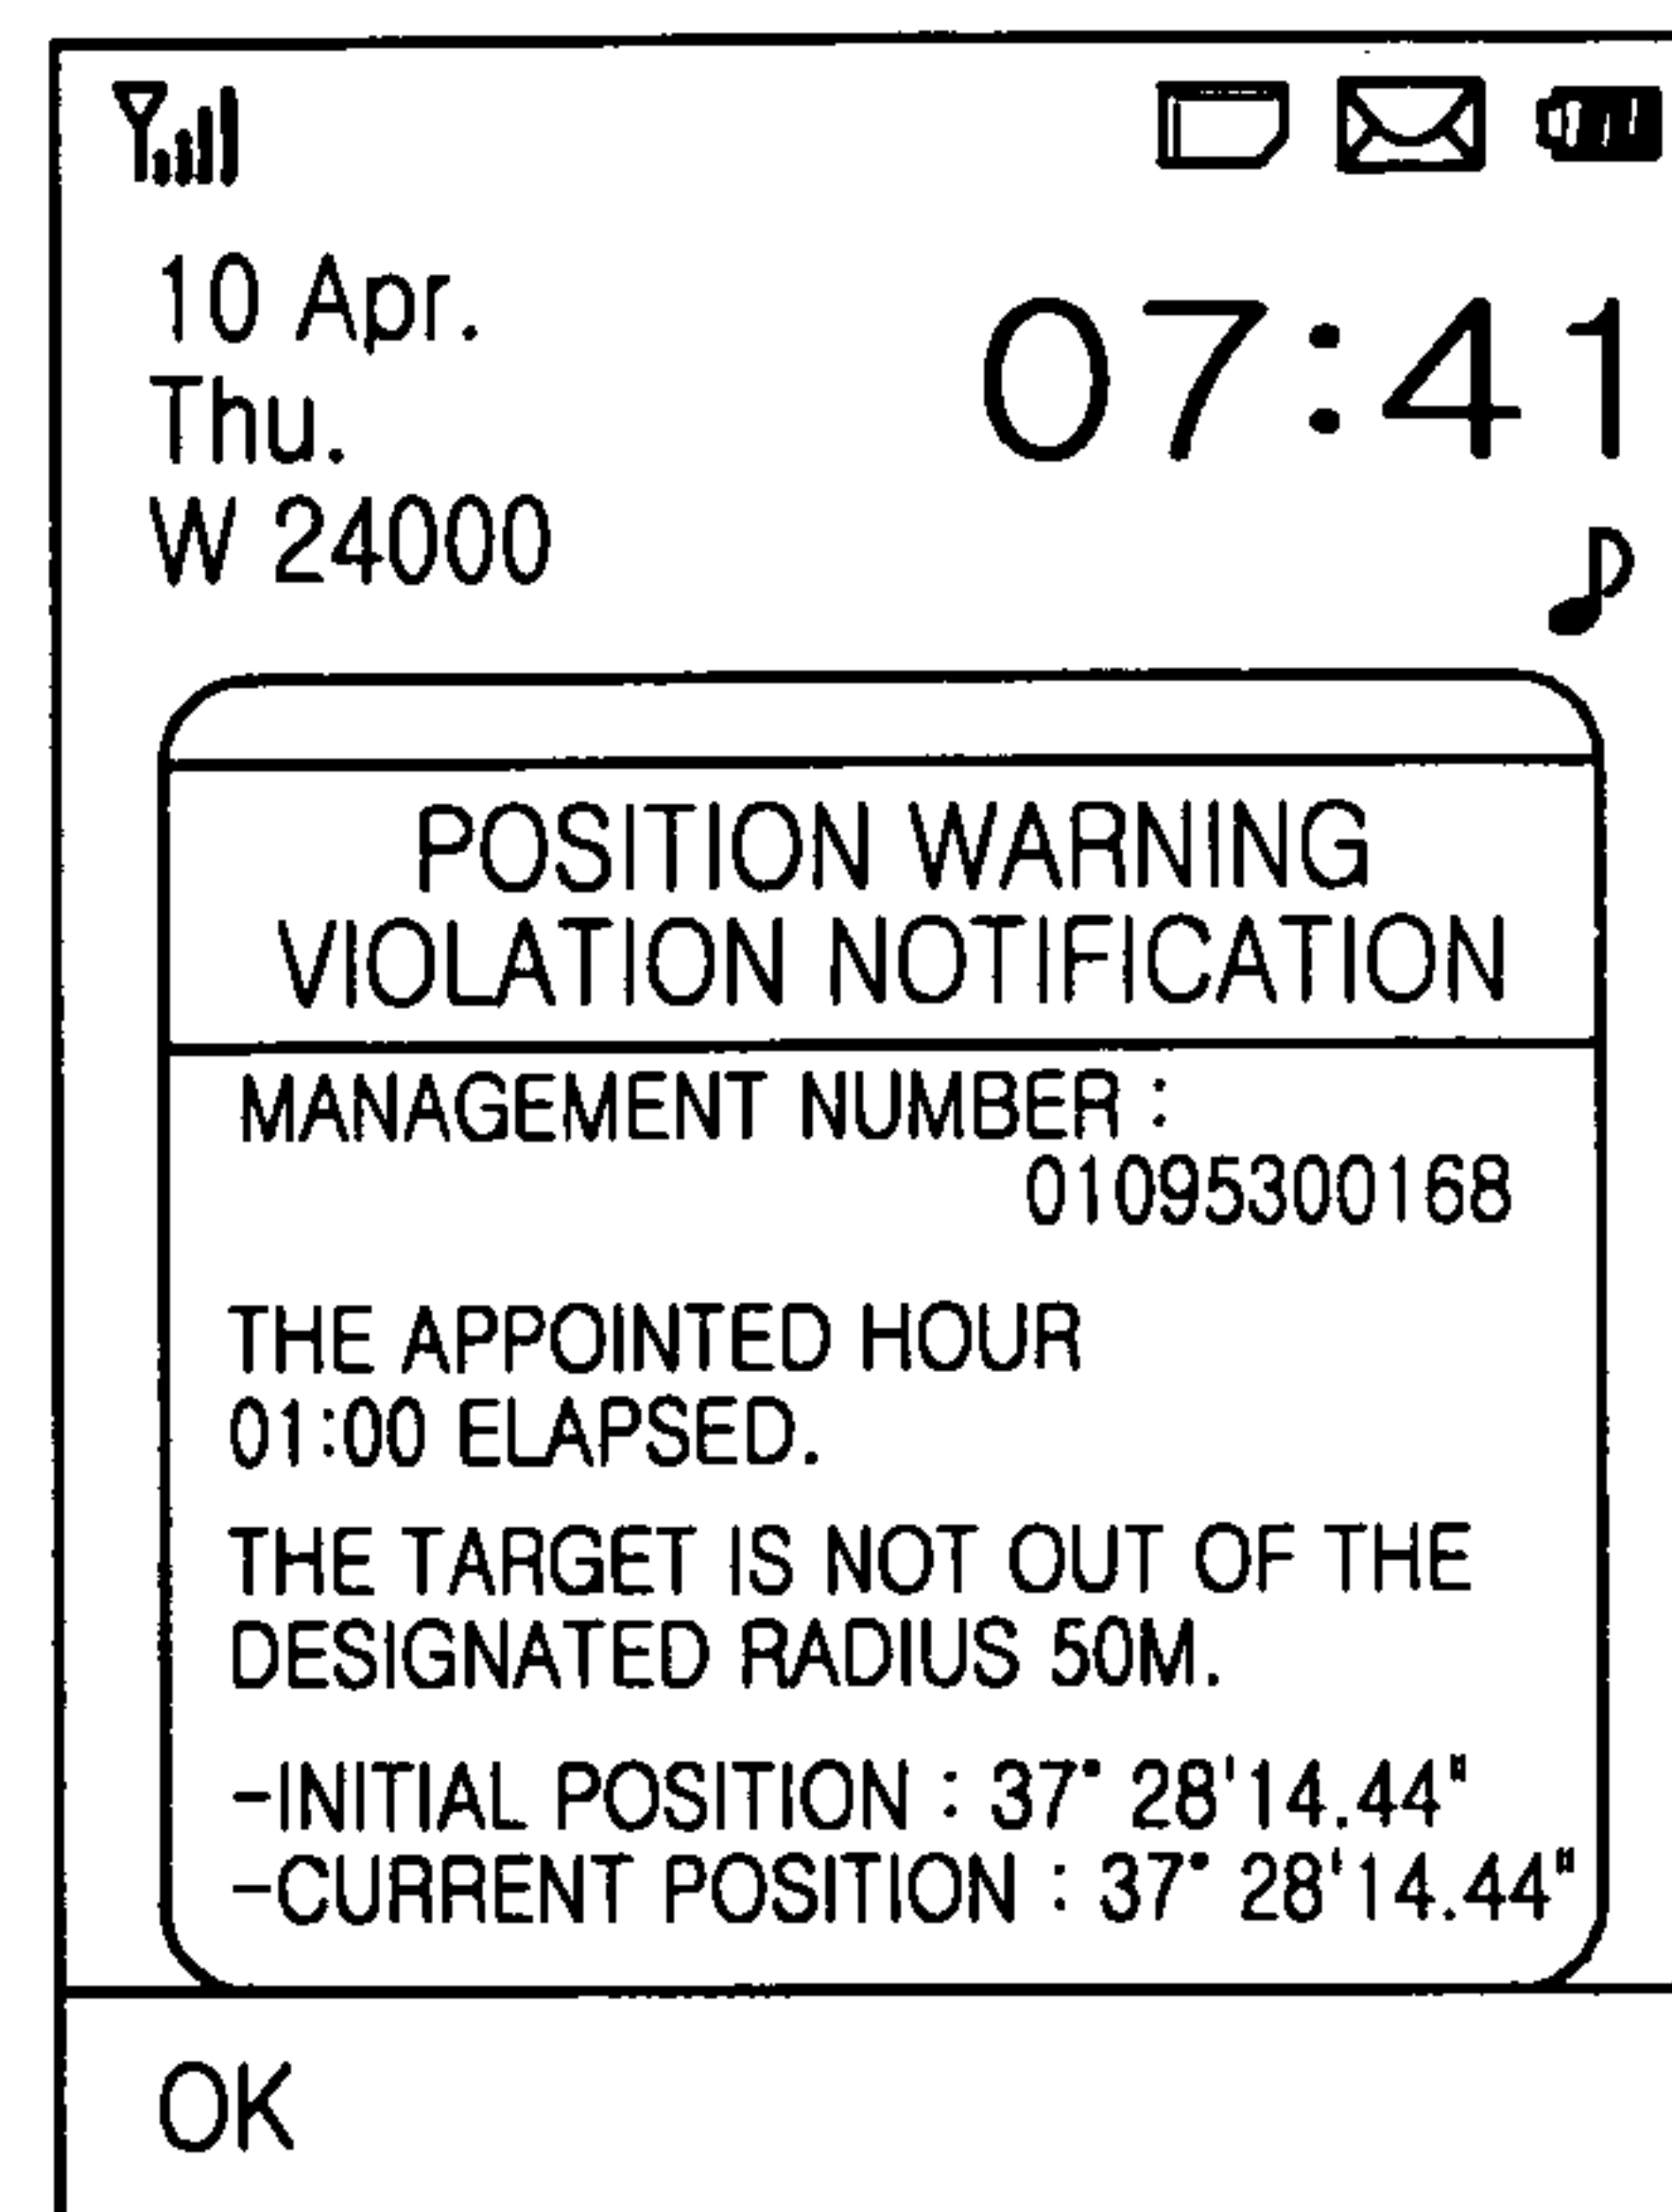 10 Apr.
07:41
Thu.
W 24000
POSITION WARNING
VIOLATION NOTIFICATION
MANAGEMENT NUMBER :
01095300168
THE APPOINTED HOUR
01:00 ELAPSED.
THE TARGET IS NOT OUT OF THE
DESIGNATED RADIUS 50M.
-INITIAL POSITION : 37° 28'14.44"
-CURRENT POSITION : 37° 28'14.44"
OK